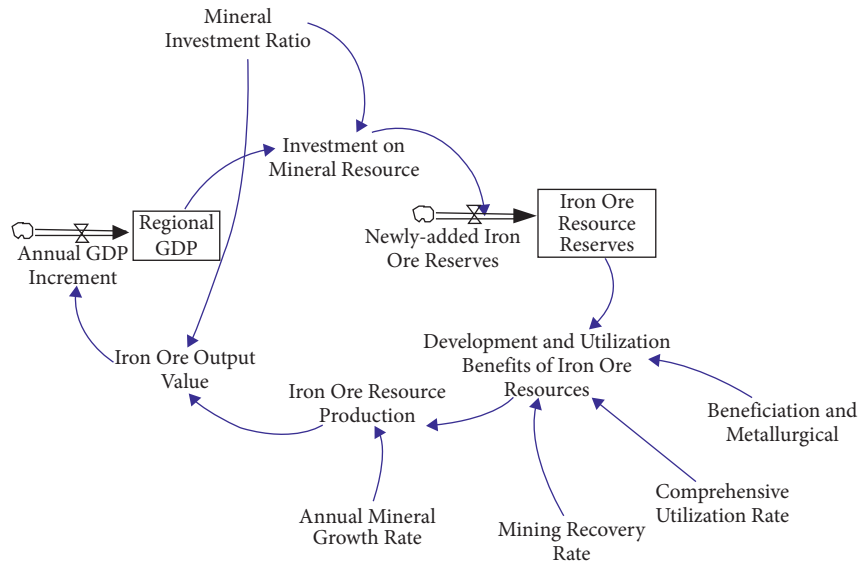 Mineral
Investment Ratio
Investment on
Mineral Resource
Regional
GDP
Annual GDP
Increment
Iron Ore
Resource
Reserves
Newly-added Iron
Ore Reserves
Development and Utilization
Benefits of Iron Ore
Resources
Iron Ore Output
Value
Iron Ore Resource
Production
Beneficiation and
Metallurgical
Comprehensive
Utilization Rate
Annual Mineral
Growth Rate
Mining Recovery
Rate